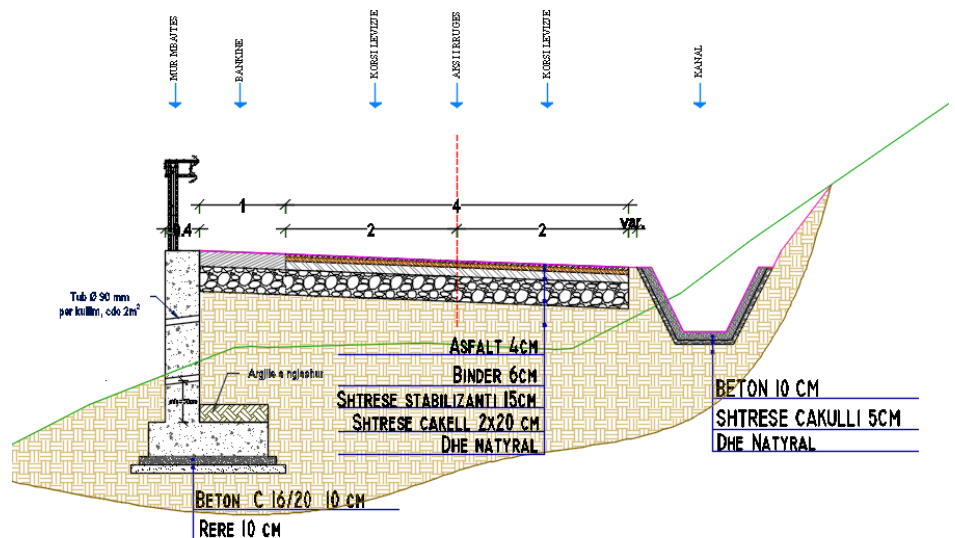 MUR MBAJTES
BANKINE
KORSI LEVIZJE
AKSI I RRUGES
KORSI LEVIZJE
KANAL
1
4
0.4
2
2
var.
Tub Ø 90 mm
per kullim, cdo 2m²
Argjile e ngjeshur
ASFALT 4CM
BINDER 6CM
SHTRESE STABILIZANTI 15CM
SHTRESE CAKELL 2X20 CM
DHE NATYRAL
BETON 10 CM
SHTRESE CAKULLI 5CM
DHE NATYRAL
BETON C 16/20 10 CM
RERE 10 CM